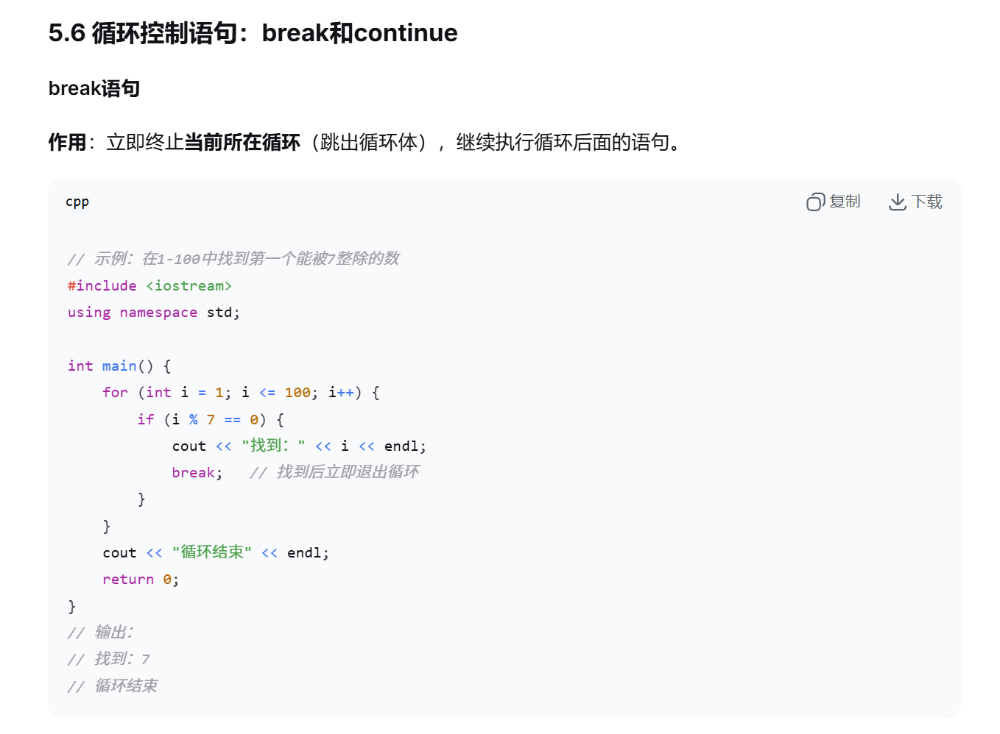 5.6 循环控制语句：break和continue
break语句
作用：立即终止当前所在循环（跳出循环体），继续执行循环后面的语句。
cpp 复制 下载
// 示例：在1-100中找到第一个能被7整除的数
#include <iostream>
using namespace std;
int main() {
    for (int i = 1; i <= 100; i++) {
        if (i % 7 == 0) {
            cout << "找到：" << i << endl;
            break;   // 找到后立即退出循环
        }
    }
    cout << "循环结束" << endl;
    return 0;
}
// 输出：
// 找到：7
// 循环结束